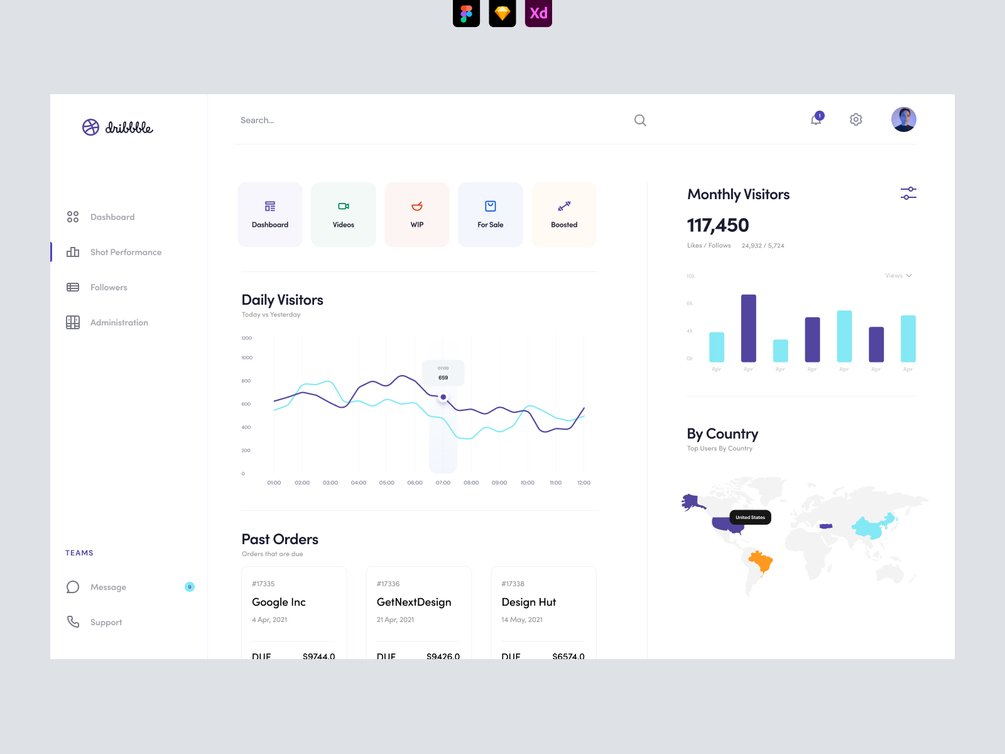 Xd
dribbble
Search...
1
Dashboard
Shot Performance
Followers
Administration
TEAMS
Message
9
Support
Dashboard
Videos
WIP
For Sale
Boosted
Daily Visitors
Today vs Yesterday
1200
1000
800
600
400
200
0
07:00
659
01:00 02:00 03:00 04:00 05:00 06:00 07:00 08:00 09:00 10:00 11:00 12:00
Past Orders
Orders that are due
#17335
Google Inc
4 Apr, 2021
DUE $9744.0
#17336
GetNextDesign
21 Apr, 2021
DUE $9426.0
#17338
Design Hut
14 May, 2021
DUE $6574.0
Monthly Visitors
117,450
Likes / Follows 24,932 / 5,724
Views
10k
6k
4k
0k
Apr Apr Apr Apr Apr Apr Apr
By Country
Top Users By Country
United States